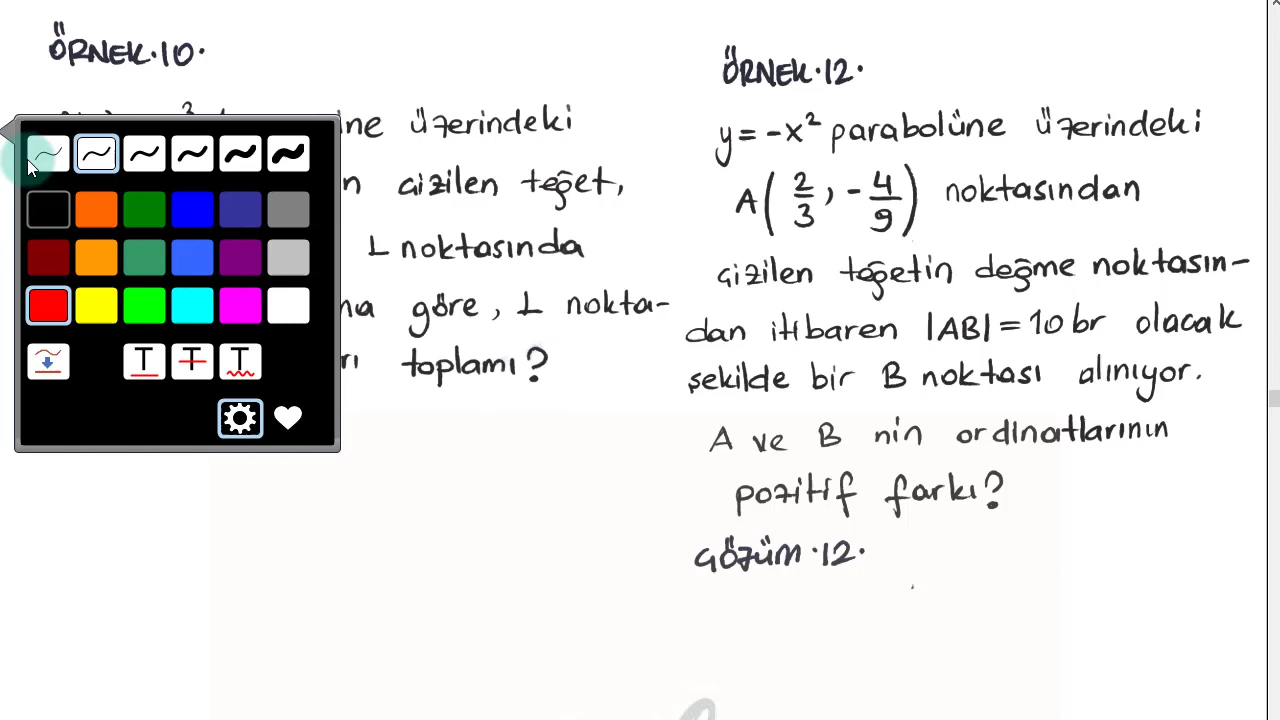 ÖRNEK·10·
ine üzerindeki
n çizilen teğet,
L noktasında
na göre, L nokta-
rı toplamı?
ÖRNEK·12·
y = -x² parabolüne üzerindeki
A(2/3, -4/9) noktasından
çizilen teğetin değme noktasın-
dan itibaren |AB| = 10 br olacak
şekilde bir B noktası alınıyor.
A ve B nin ordinatlarının
pozitif farkı?
ÇÖZÜM·12·
T T T